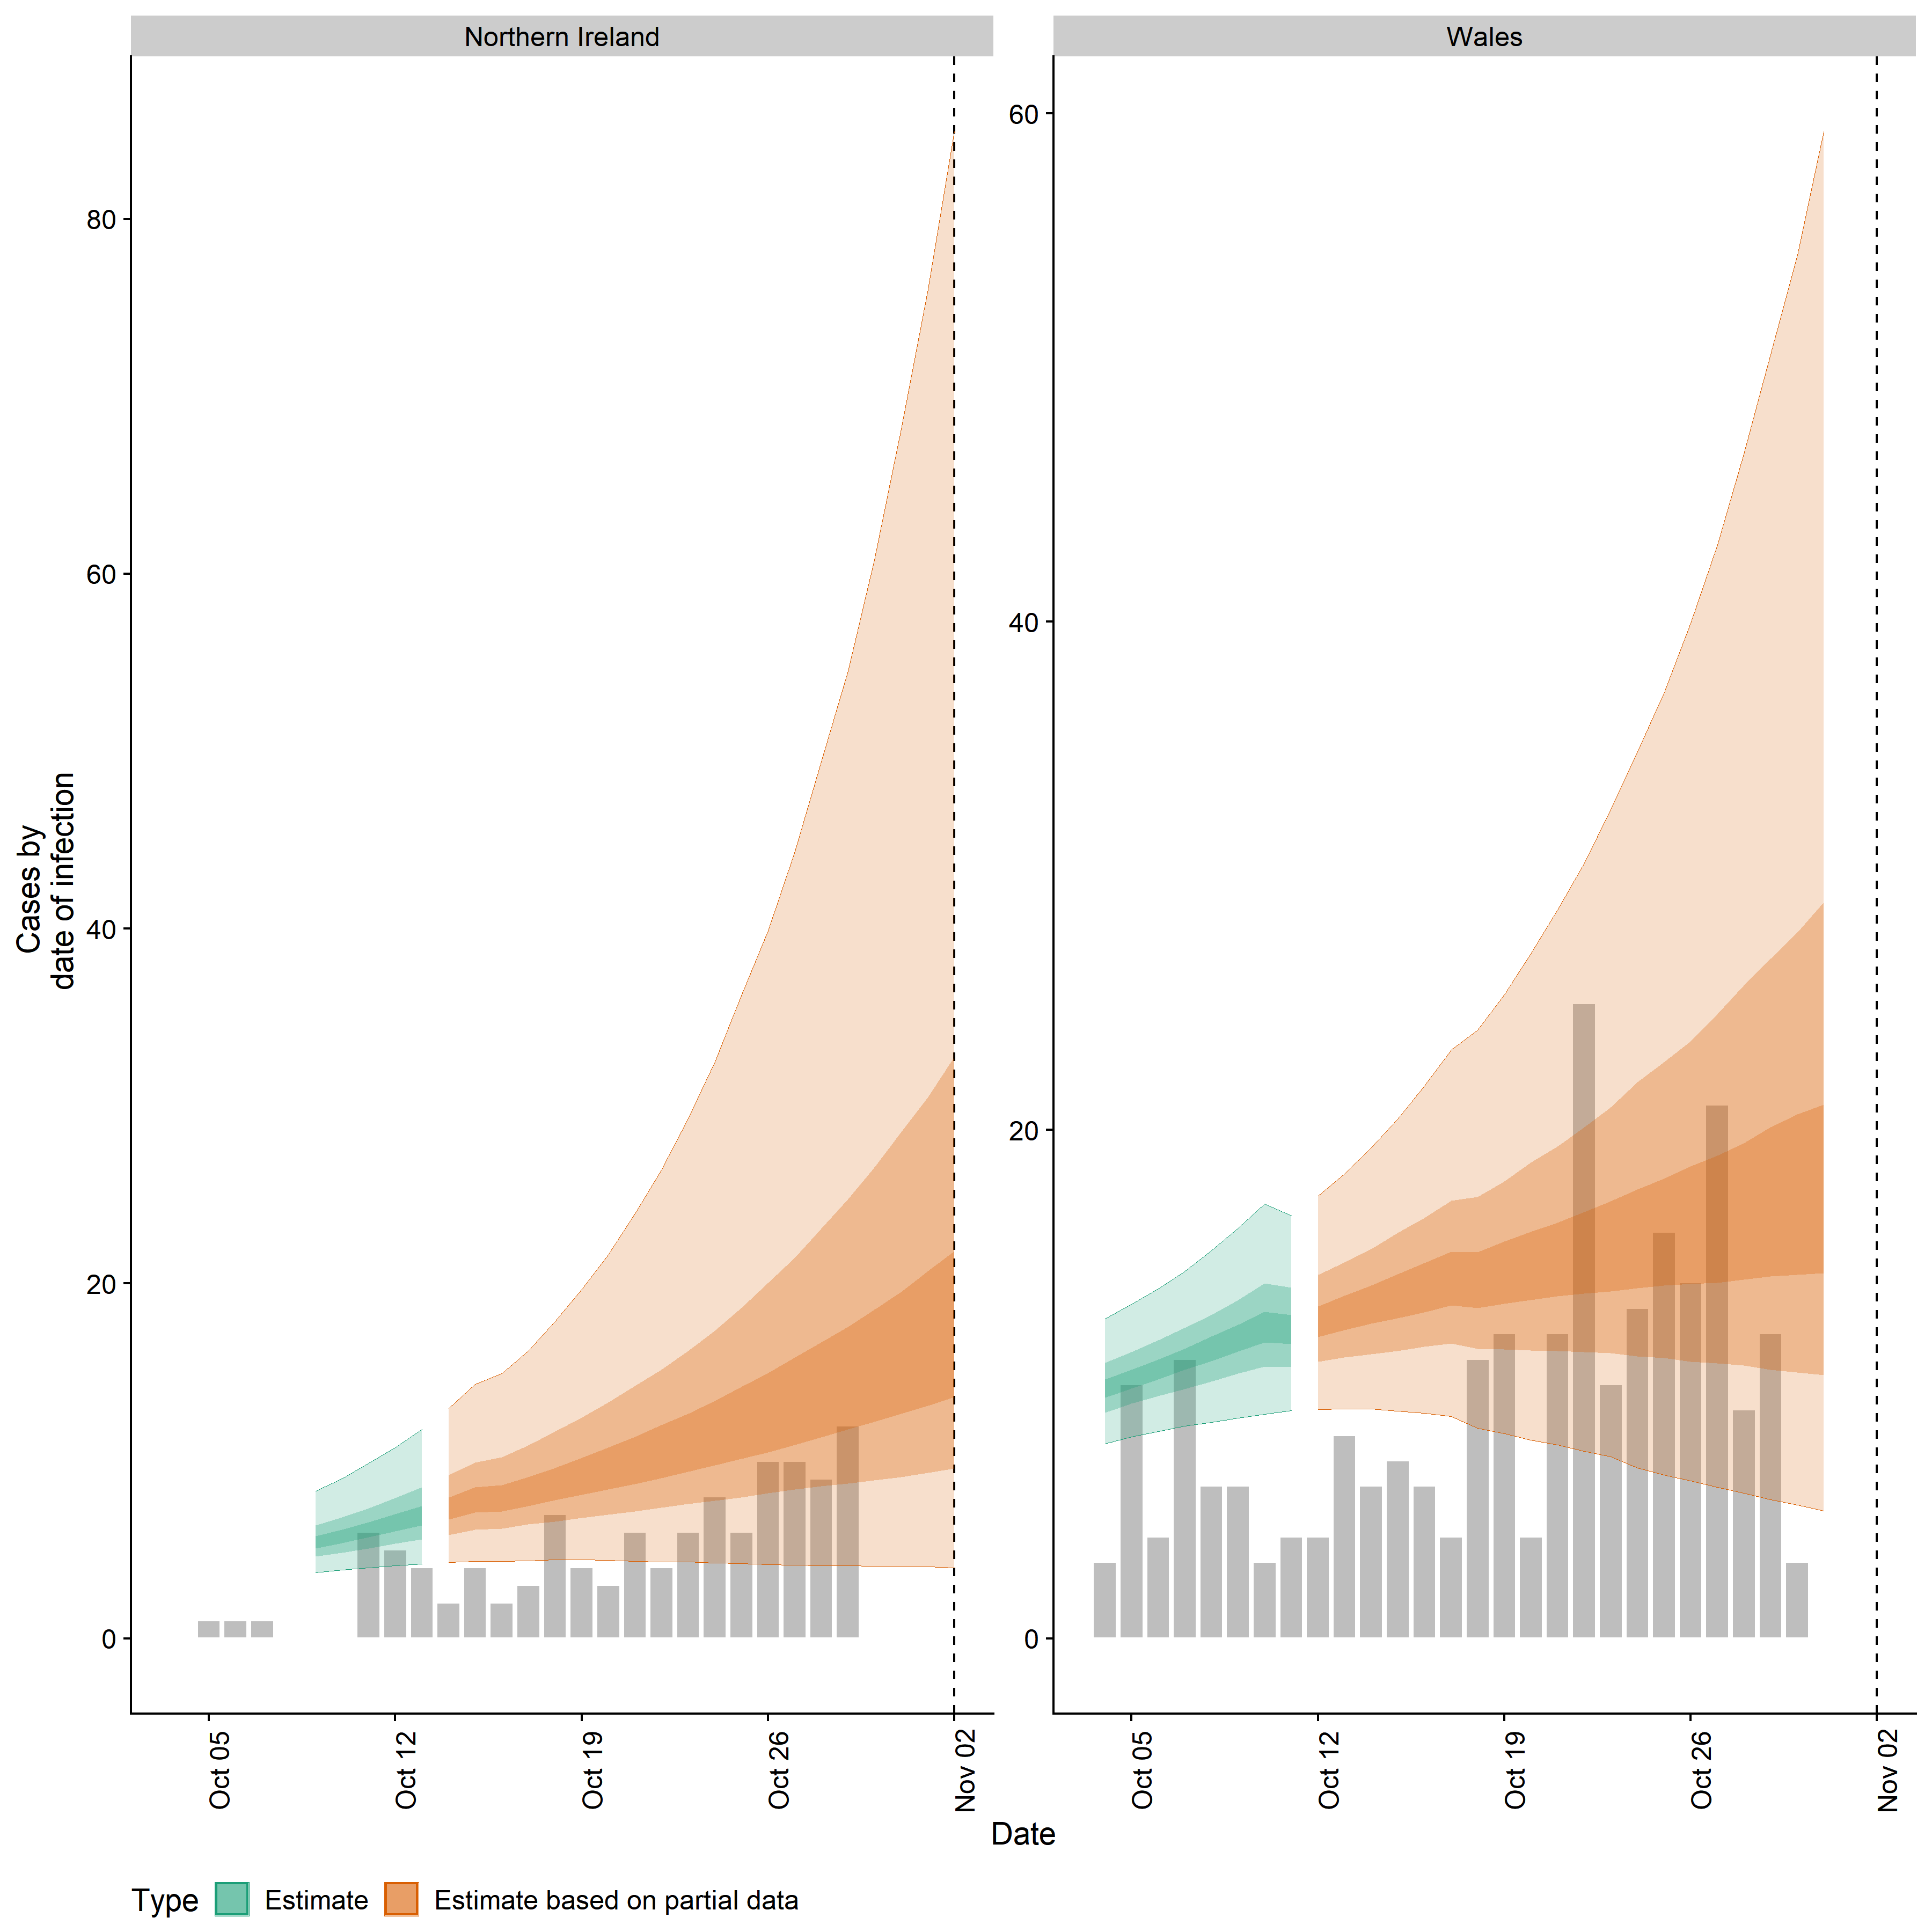 Northern Ireland
Wales
Cases by
date of infection
80
60
40
20
0
60
40
20
0
Oct 05
Oct 12
Oct 19
Oct 26
Nov 02
Oct 05
Oct 12
Oct 19
Oct 26
Nov 02
Date
Type Estimate Estimate based on partial data